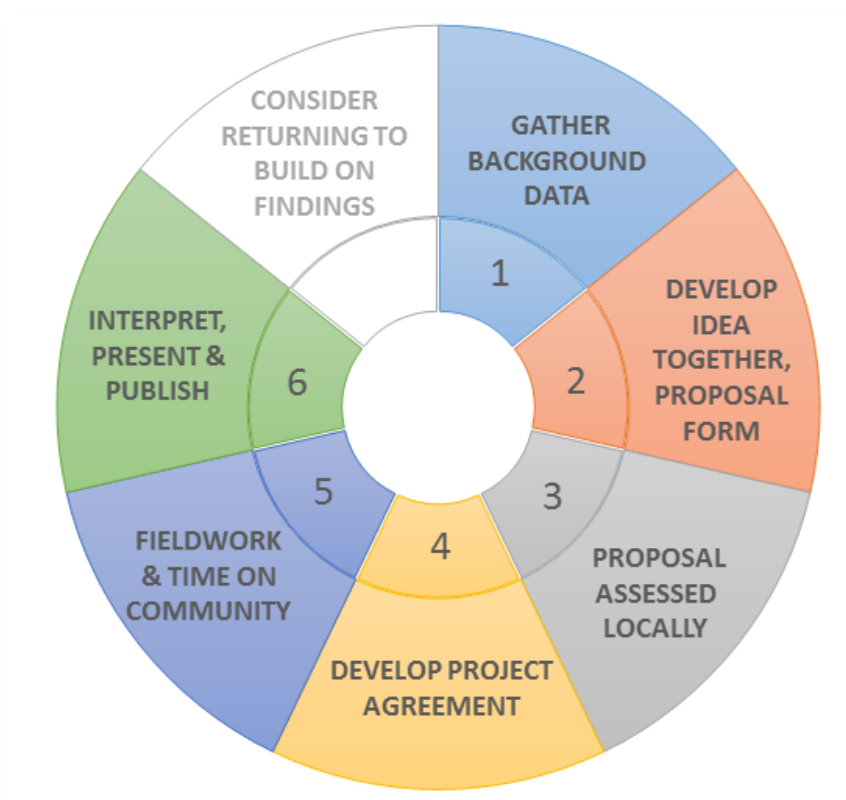 GATHER
BACKGROUND
DATA
1
DEVELOP
IDEA
TOGETHER,
PROPOSAL
FORM
2
PROPOSAL
ASSESSED
LOCALLY
3
DEVELOP PROJECT
AGREEMENT
4
FIELDWORK
& TIME ON
COMMUNITY
5
INTERPRET,
PRESENT &
PUBLISH
6
CONSIDER
RETURNING TO
BUILD ON
FINDINGS